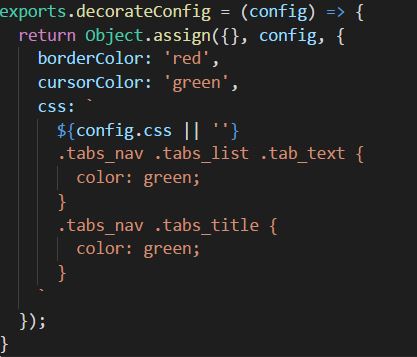 exports.decorateConfig = (config) => {
  return Object.assign({}, config, {
    borderColor: 'red',
    cursorColor: 'green',
    css: `
      ${config.css || ''}
      .tabs_nav .tabs_list .tab_text {
        color: green;
      }
      .tabs_nav .tabs_title {
        color: green;
      }
    `
  });
}